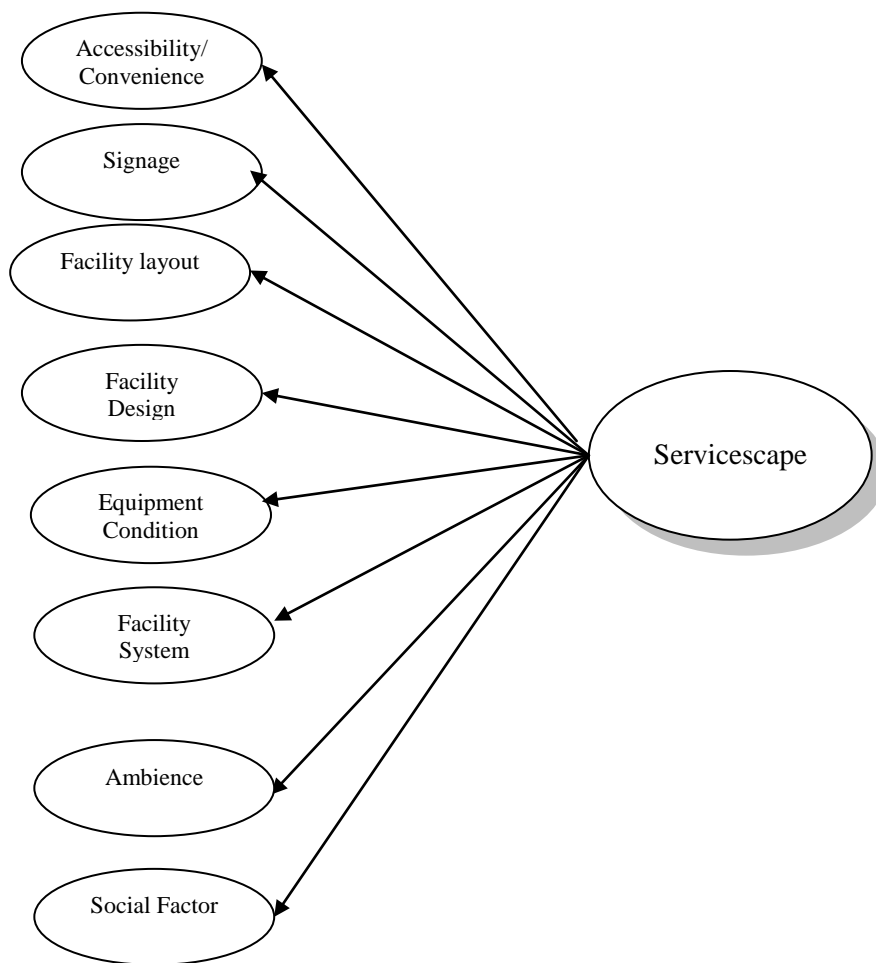 Accessibility/
Convenience
Signage
Facility layout
Facility
Design
Servicescape
Equipment
Condition
Facility
System
Ambience
Social Factor